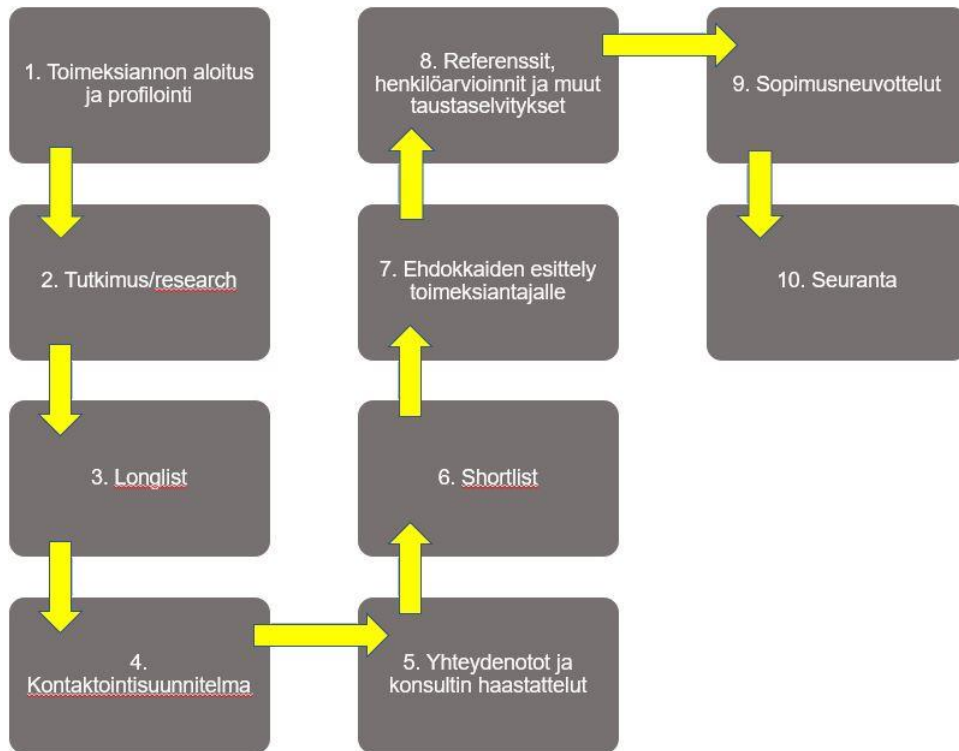 1. Toimeksiannon aloitus
ja profilointi
2. Tutkimus/research
3. Longlist
4.
Kontaktointisuunnitelma
5. Yhteydenotot ja
konsultin haastattelut
6. Shortlist
7. Ehdokkaiden esittely
toimeksiantajalle
8. Referenssit,
henkilöarvioinnit ja muut
taustaselvitykset
9. Sopimusneuvottelut
10. Seuranta